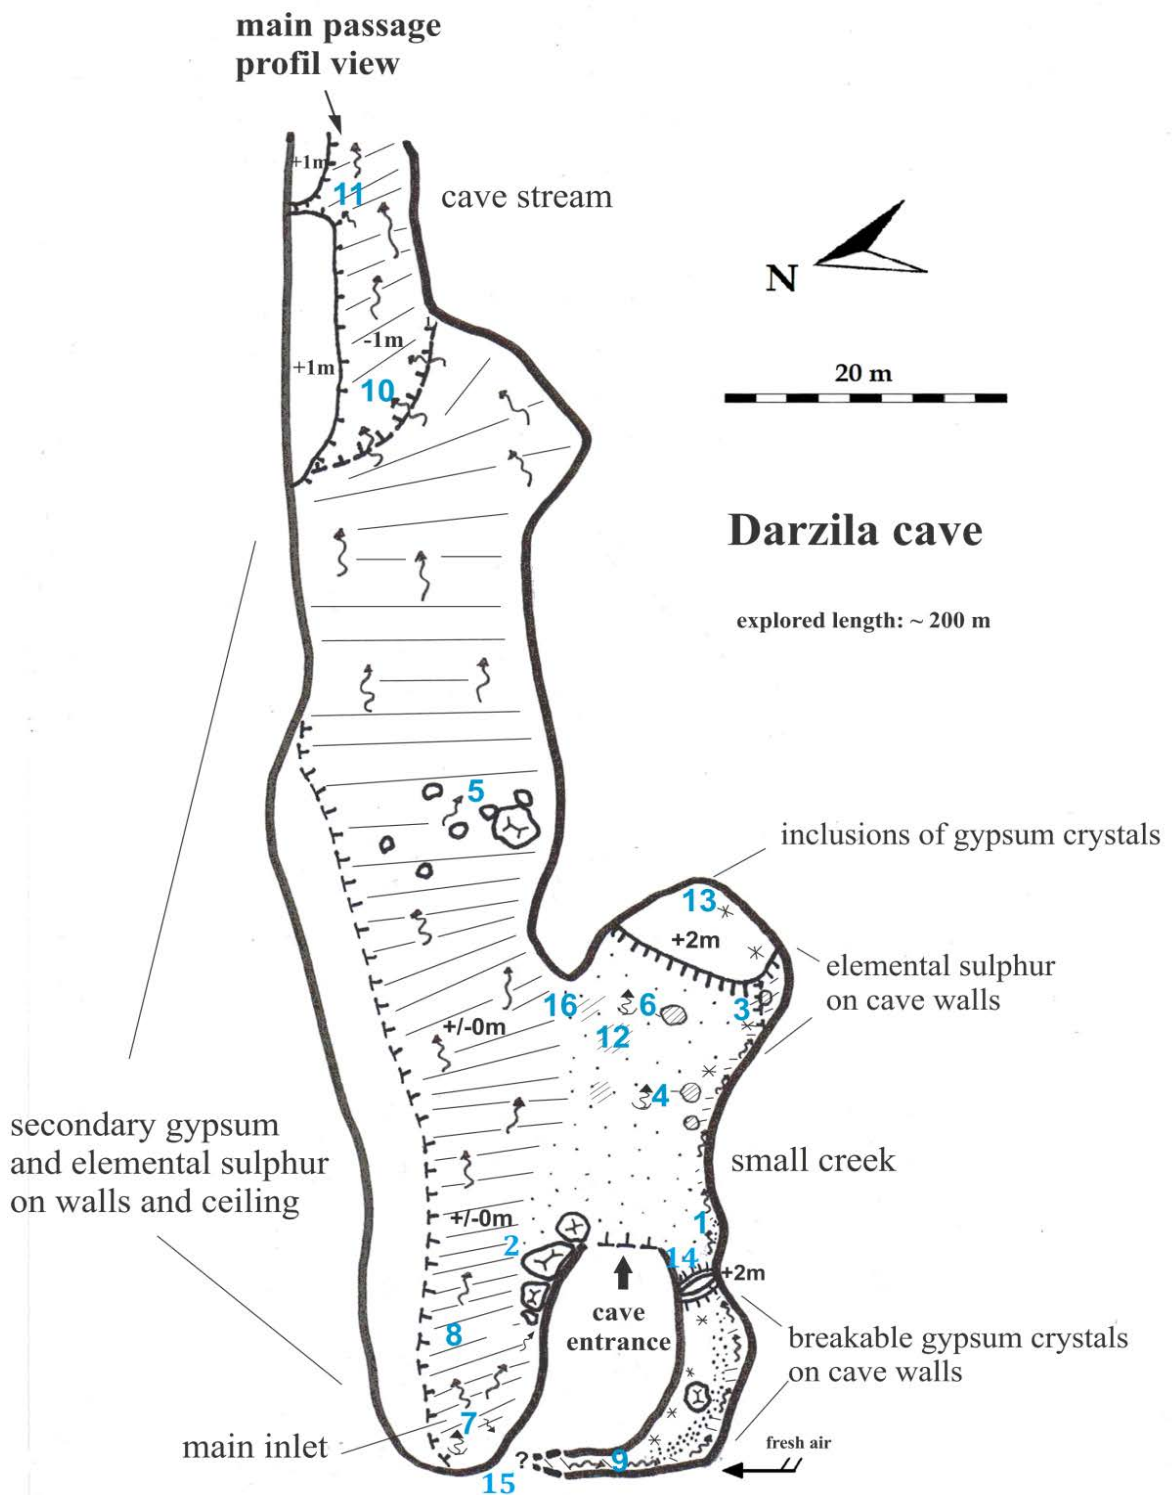 main passage
profil view
+1m
11
cave stream
N
-1m
+1m
20 m
10
Darzila cave
explored length: ~ 200 m
5
inclusions of gypsum crystals
13
+2m
elemental sulphur
on cave walls
16
6
3
+/-0m
12
4
secondary gypsum
and elemental sulphur
on walls and ceiling
small creek
+/-0m
1
2
14
+2m
cave
entrance
8
breakable gypsum crystals
on cave walls
7
main inlet
?
9
fresh air
15